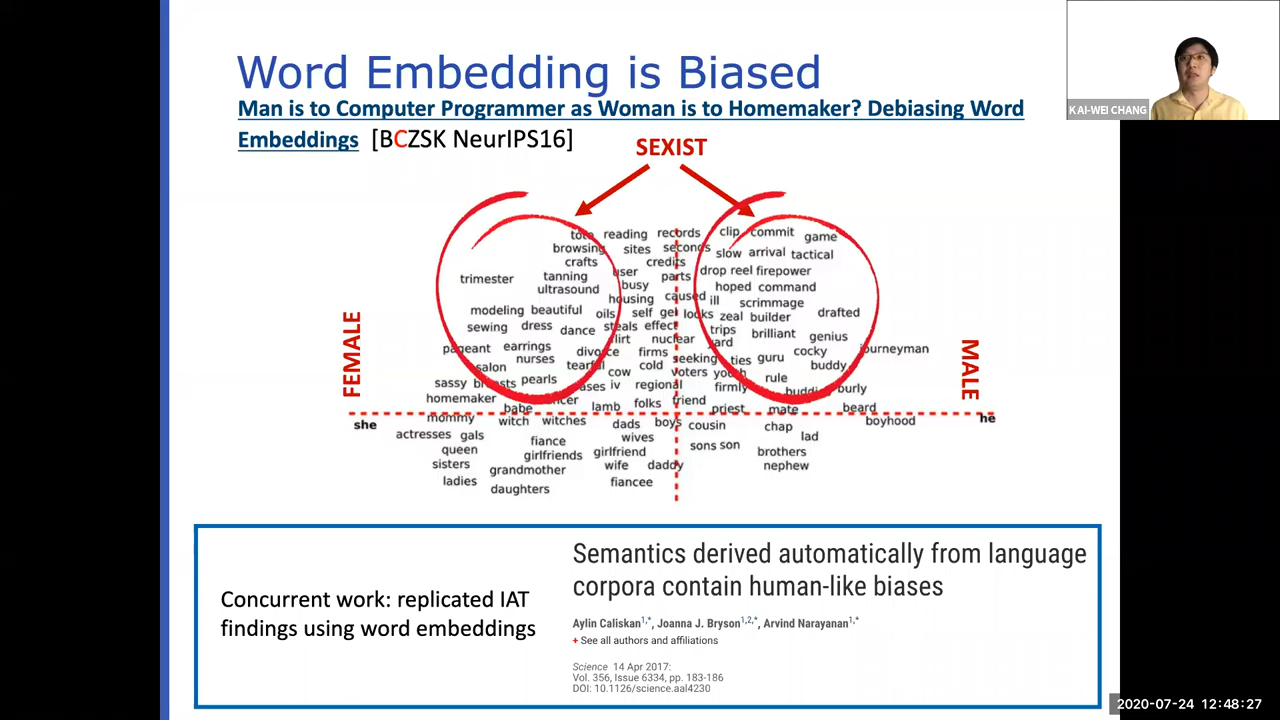 Word Embedding is Biased
Man is to Computer Programmer as Woman is to Homemaker? Debiasing Word
Embeddings [BCZSK NeurIPS16]
KAI-WEI CHANG
SEXIST
FEMALE
MALE
tote reading records clip commit game
browsing sites seconds slow arrival tactical
crafts credits
trimester tanning user parts drop reel firepower
ultrasound busy hoped command
housing caused ill scrimmage
modeling beautiful oils self gel looks zeal builder drafted
sewing dress dance steals effect trips brilliant genius
flirt nuclear yard
pageant earrings divorce firms seeking ties guru cocky journeyman
salon nurses tearful cow cold voters youth rule buddy
sassy breasts pearls iv regional firmly buddies burly
homemaker babe lamb folks friend priest mate beard
she he
mommy witch witches dads boys cousin chap boyhood
actresses gals fiance wives sons son lad
queen girlfriends girlfriend brothers
sisters grandmother wife daddy nephew
ladies daughters fiancee
Concurrent work: replicated IAT
findings using word embeddings
Semantics derived automatically from language
corpora contain human-like biases
Aylin Caliskan1,*, Joanna J. Bryson1,2,*, Arvind Narayanan1,*
+ See all authors and affiliations
Science 14 Apr 2017:
Vol. 356, Issue 6334, pp. 183-186
DOI: 10.1126/science.aal4230
2020-07-24 12:48:27